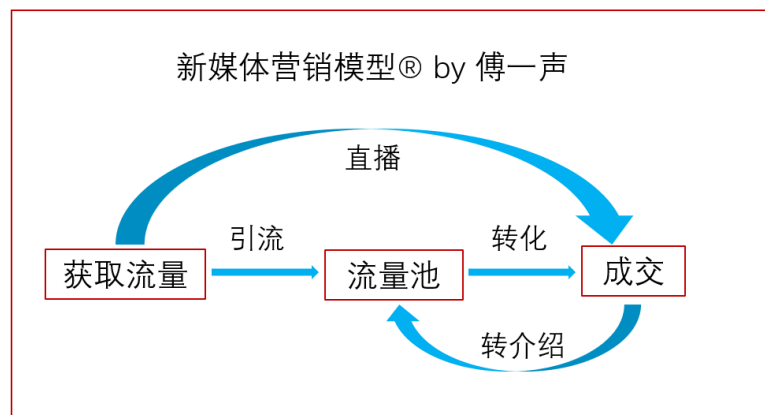 新媒体营销模型® by 傅一声
直播
引流
转化
获取流量
流量池
成交
转介绍